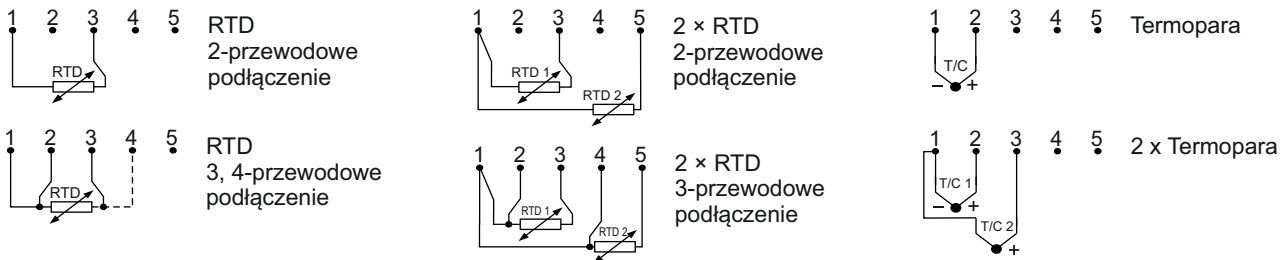 1 2 3 4 5
RTD
RTD
2-przewodowe
podłączenie
1 2 3 4 5
RTD 1
RTD 2
2 × RTD
2-przewodowe
podłączenie
1 2 3 4 5
T/C
– +
Termopara
1 2 3 4 5
RTD
RTD
3, 4-przewodowe
podłączenie
1 2 3 4 5
RTD 1
RTD 2
2 × RTD
3-przewodowe
podłączenie
1 2 3 4 5
T/C 1
– +
T/C 2
+
2 x Termopara